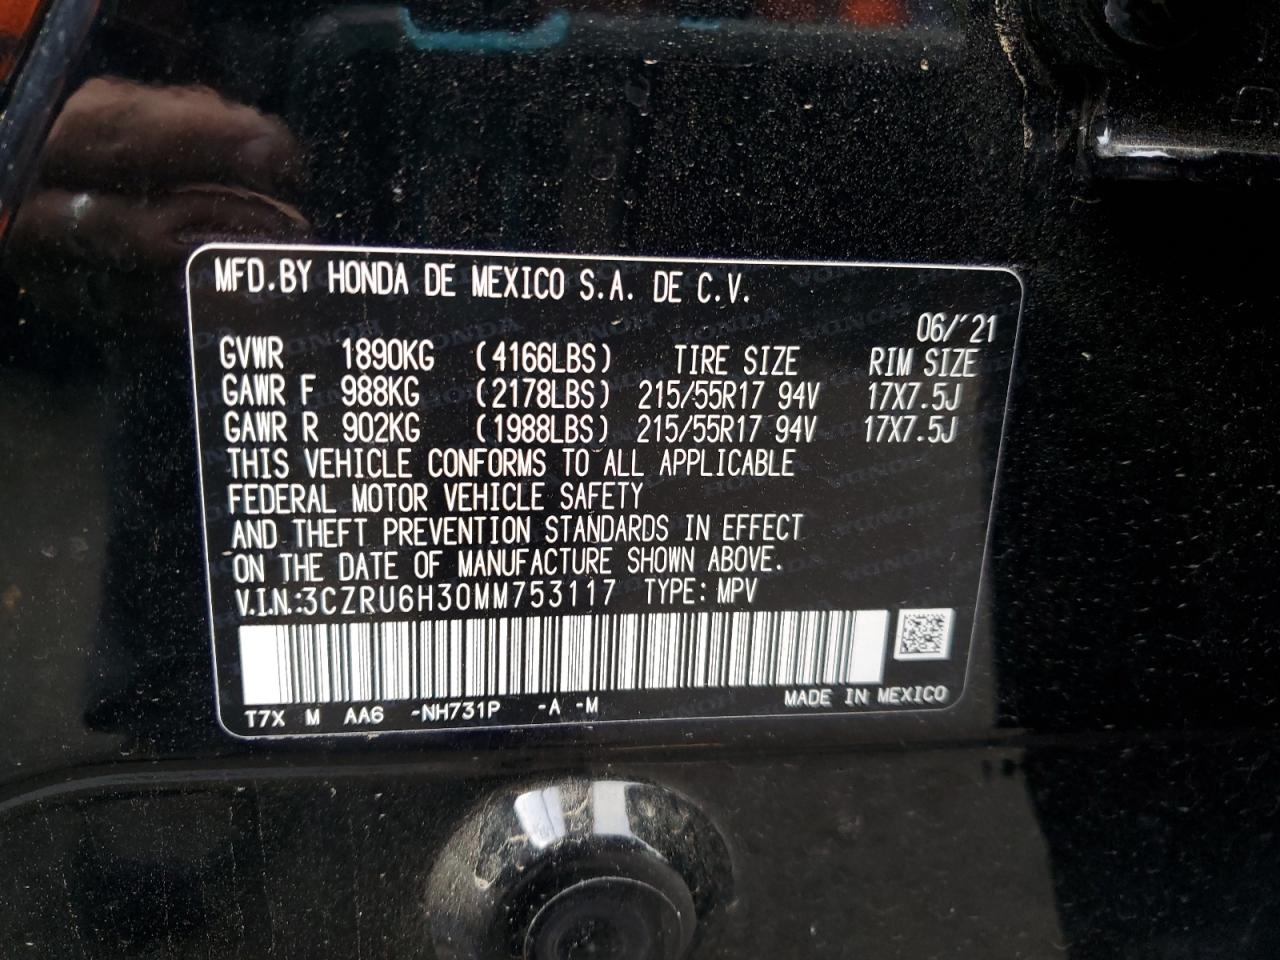 MFD.BY HONDA DE MEXICO S.A. DE C.V.
06/'21
GVWR 1890KG (4166LBS) TIRE SIZE RIM SIZE
GAWR F 988KG (2178LBS) 215/55R17 94V 17X7.5J
GAWR R 902KG (1988LBS) 215/55R17 94V 17X7.5J
THIS VEHICLE CONFORMS TO ALL APPLICABLE
FEDERAL MOTOR VEHICLE SAFETY
AND THEFT PREVENTION STANDARDS IN EFFECT
ON THE DATE OF MANUFACTURE SHOWN ABOVE.
V.I.N.:3CZRU6H30MM753117 TYPE: MPV
MADE IN MEXICO
T7X M AA6 -NH731P -A -M